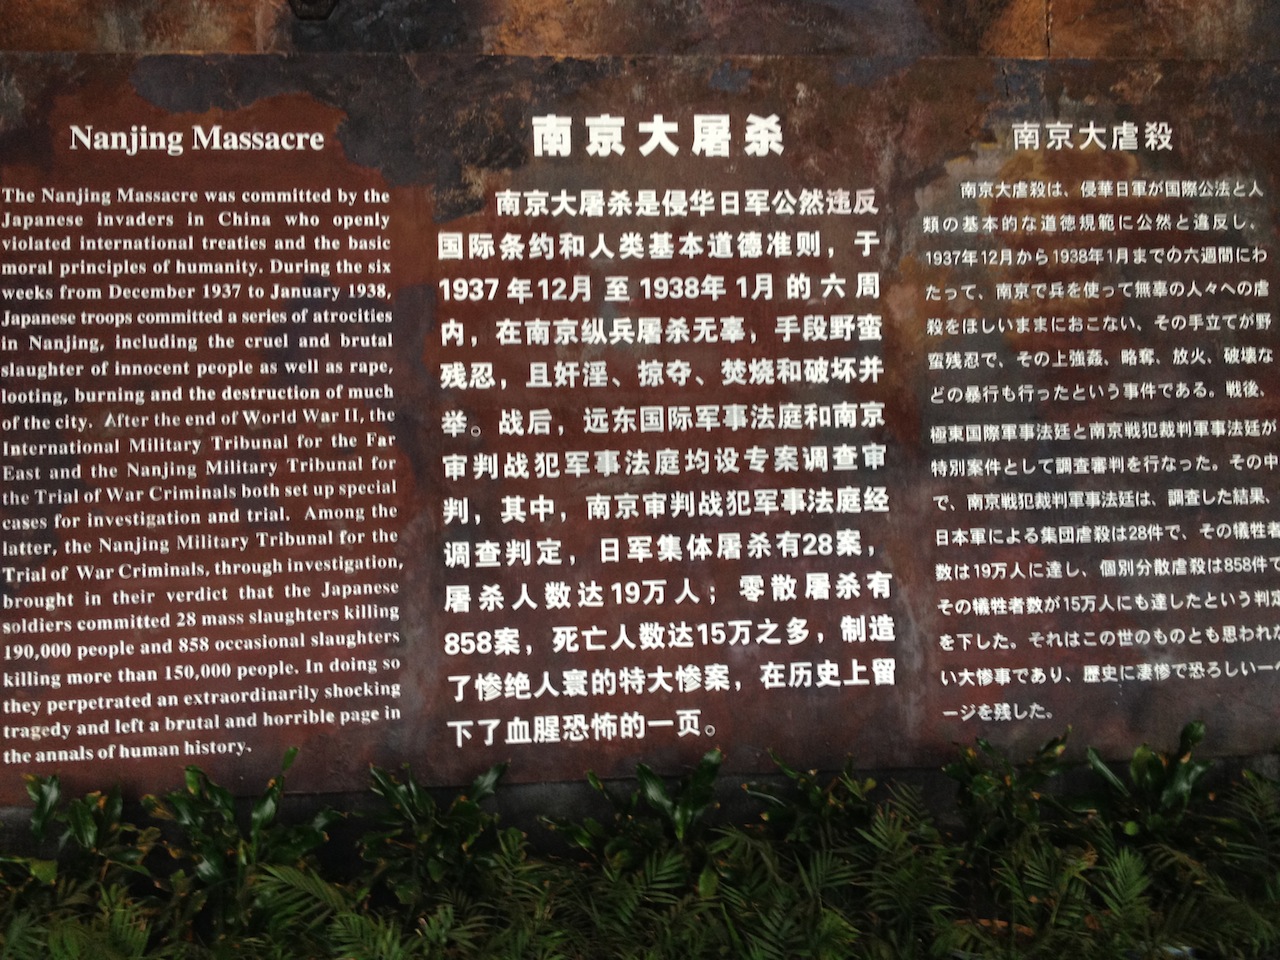 Nanjing Massacre
The Nanjing Massacre was committed by the
Japanese invaders in China who openly
violated international treaties and the basic
moral principles of humanity. During the six
weeks from December 1937 to January 1938,
Japanese troops committed a series of atrocities
in Nanjing, including the cruel and brutal
slaughter of innocent people as well as rape,
looting, burning and the destruction of much
of the city. After the end of World War II, the
International Military Tribunal for the Far
East and the Nanjing Military Tribunal for
the Trial of War Criminals both set up special
cases for investigation and trial. Among the
latter, the Nanjing Military Tribunal for the
Trial of War Criminals, through investigation,
brought in their verdict that the Japanese
soldiers committed 28 mass slaughters killing
190,000 people and 858 occasional slaughters
killing more than 150,000 people. In doing so
they perpetrated an extraordinarily shocking
tragedy and left a brutal and horrible page in
the annals of human history.
南京大屠杀
南京大屠杀是侵华日军公然违反
国际条约和人类基本道德准则，于
1937年12月至1938年1月的六周
内，在南京纵兵屠杀无辜，手段野蛮
残忍，且奸淫、掠夺、焚烧和破坏并
举。战后，远东国际军事法庭和南京
审判战犯军事法庭均设专案调查审
判，其中，南京审判战犯军事法庭经
调查判定，日军集体屠杀有28案，
屠杀人数达19万人；零散屠杀有
858案，死亡人数达15万之多，制造
了惨绝人寰的特大惨案，在历史上留
下了血腥恐怖的一页。
南京大虐殺
南京大虐殺は、侵華日軍が国際公法と人
類の基本的な道徳規範に公然と違反し、
1937年12月から1938年1月までの六週間にわ
たって、南京で兵を使って無辜の人々への虐
殺をほしいままにおこない、その手立てが野
蛮残忍で、その上強姦、略奪、放火、破壊な
どの暴行も行ったという事件である。戦後、
極東国際軍事法廷と南京戦犯裁判軍事法廷が
特別案件として調査審判を行なった。その中
で、南京戦犯裁判軍事法廷は、調査した結果、
日本軍による集団虐殺は28件で、その犠牲者
数は19万人に達し、個別分散虐殺は858件で
その犠牲者数が15万人にも達したという判定
を下した。それはこの世のものとも思われな
い大惨事であり、歴史に凄惨で恐ろしい一ペ
ージを残した。